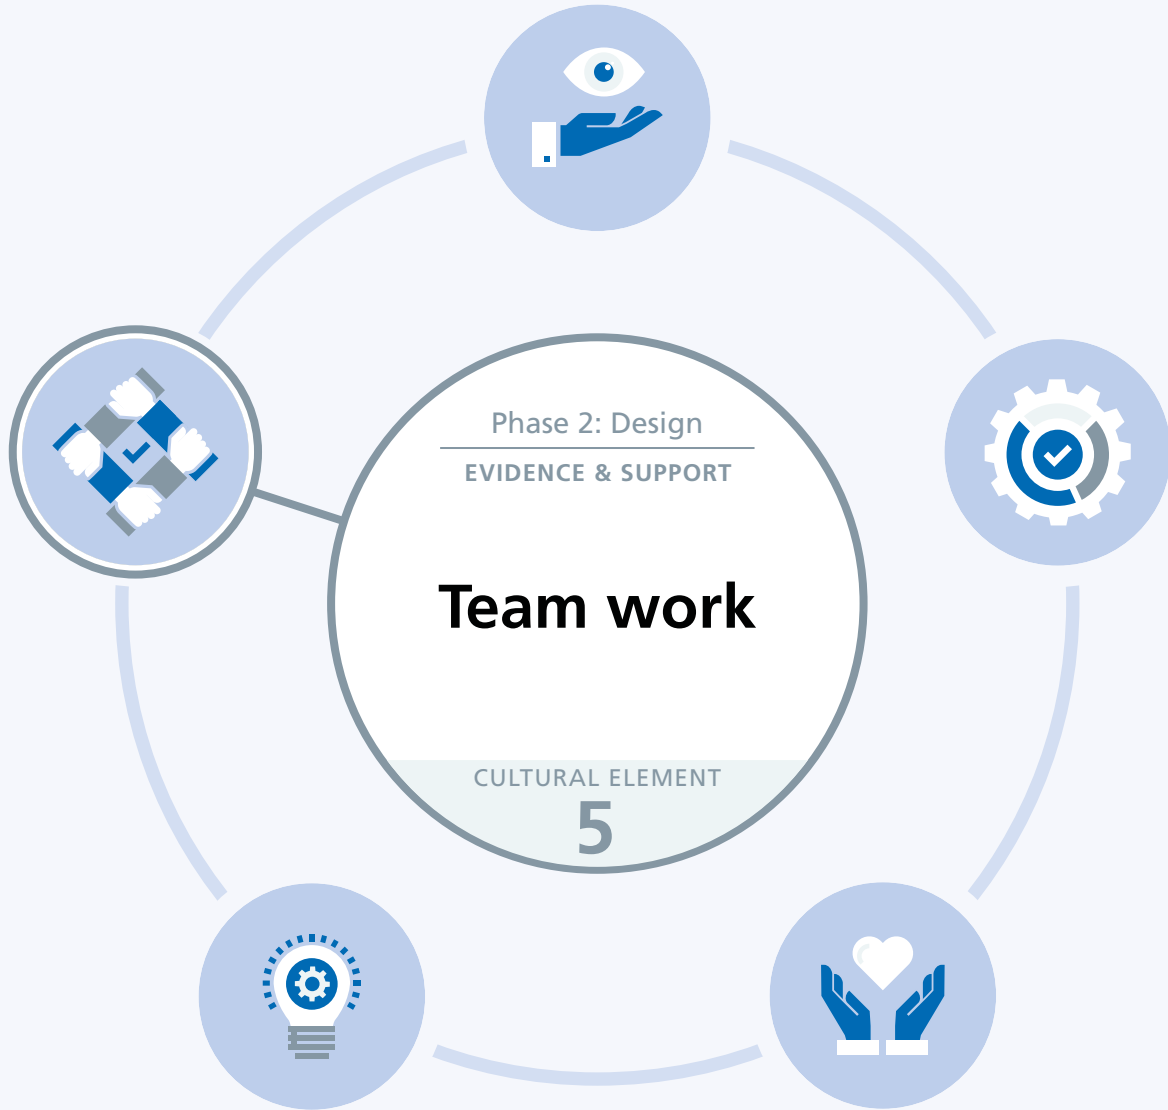 Phase 2: Design
EVIDENCE & SUPPORT
Team work
CULTURAL ELEMENT
5